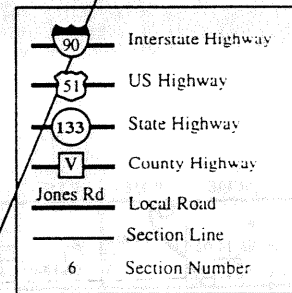 90 Interstate Highway
51 US Highway
133 State Highway
V County Highway
Jones Rd Local Road
Section Line
6 Section Number